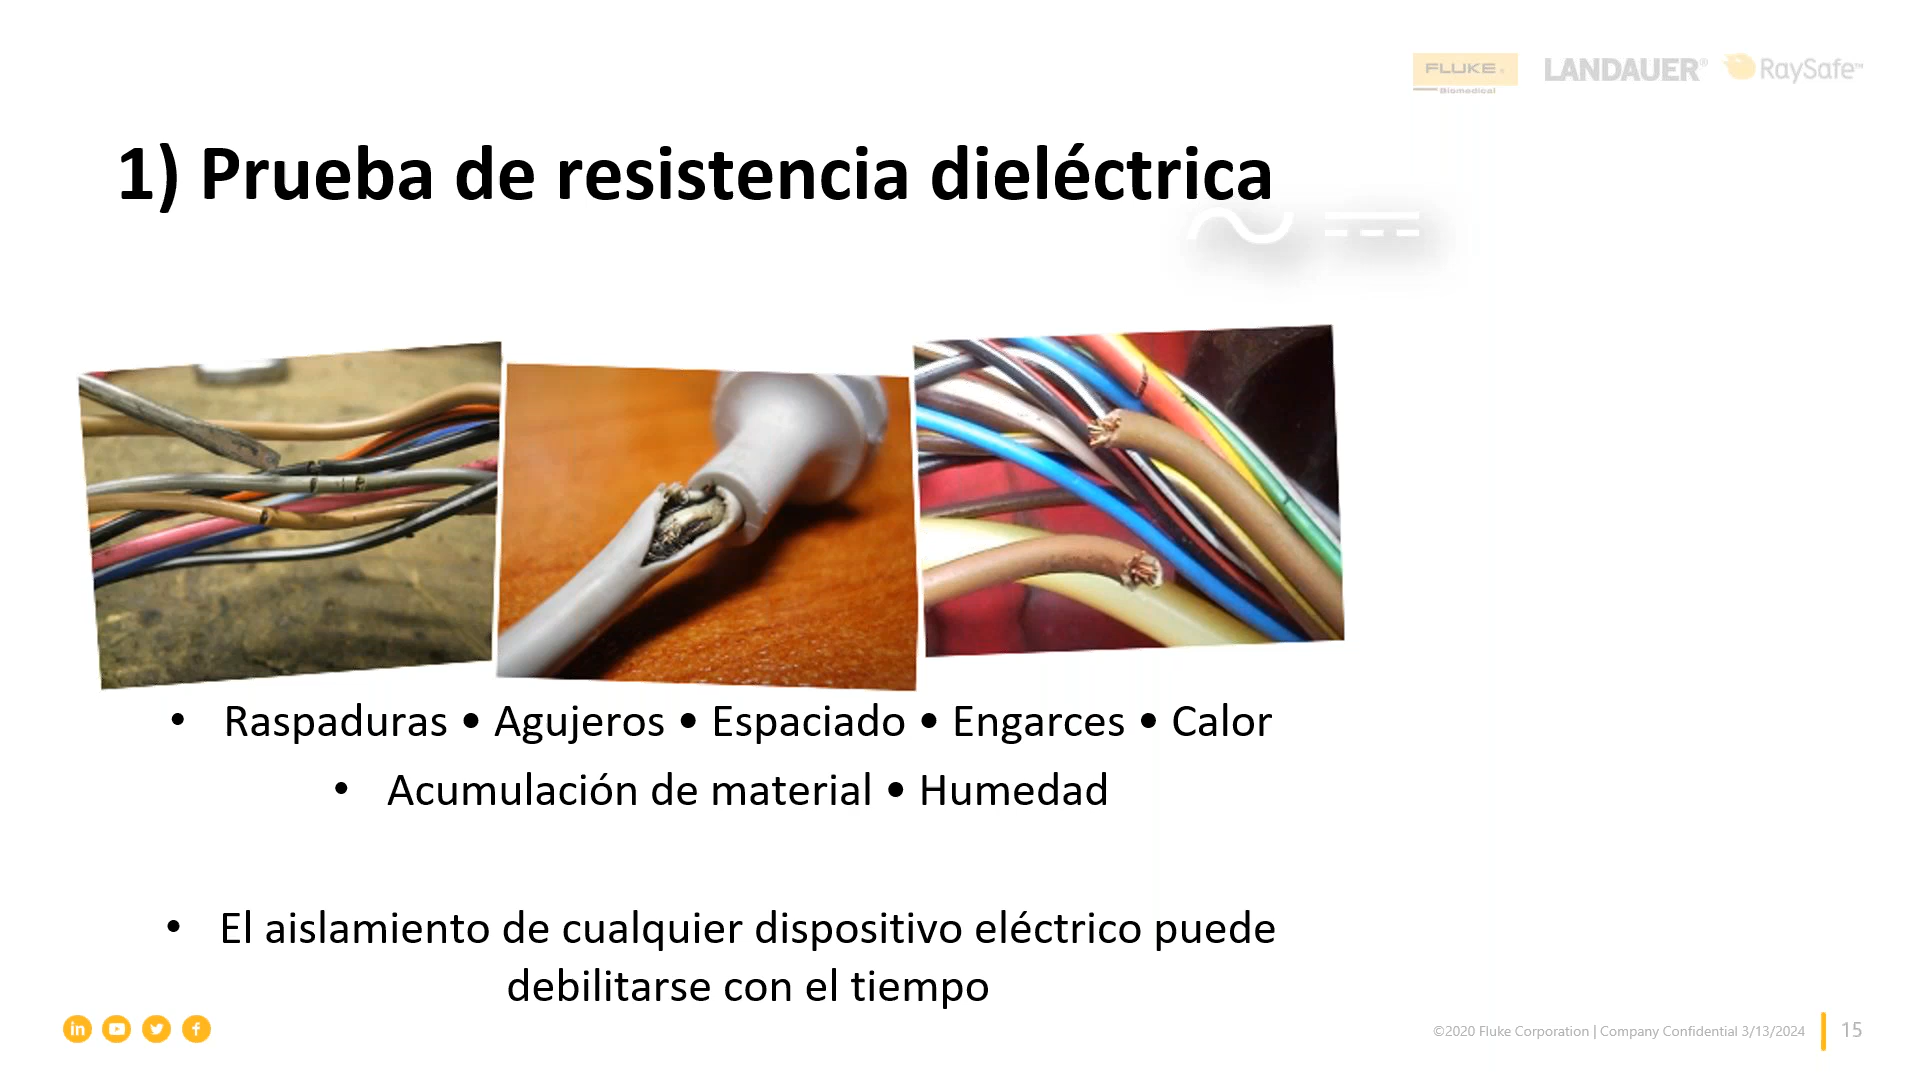 FLUKE®
Biomedical
LANDAUER®
RaySafe™
1) Prueba de resistencia dieléctrica
• Raspaduras • Agujeros • Espaciado • Engarces • Calor
• Acumulación de material • Humedad
• El aislamiento de cualquier dispositivo eléctrico puede
debilitarse con el tiempo
in
f
©2020 Fluke Corporation | Company Confidential 3/13/2024
15